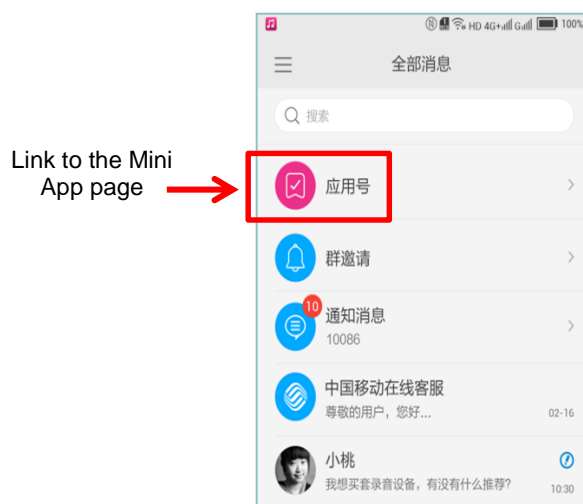 HD 4G+ G 100%
全部消息
搜索
Link to the Mini
App page
应用号
群邀请
10
通知消息
10086
中国移动在线客服
尊敬的用户，您好...
02-16
小桃
我想买套录音设备，有没有什么推荐?
10:30